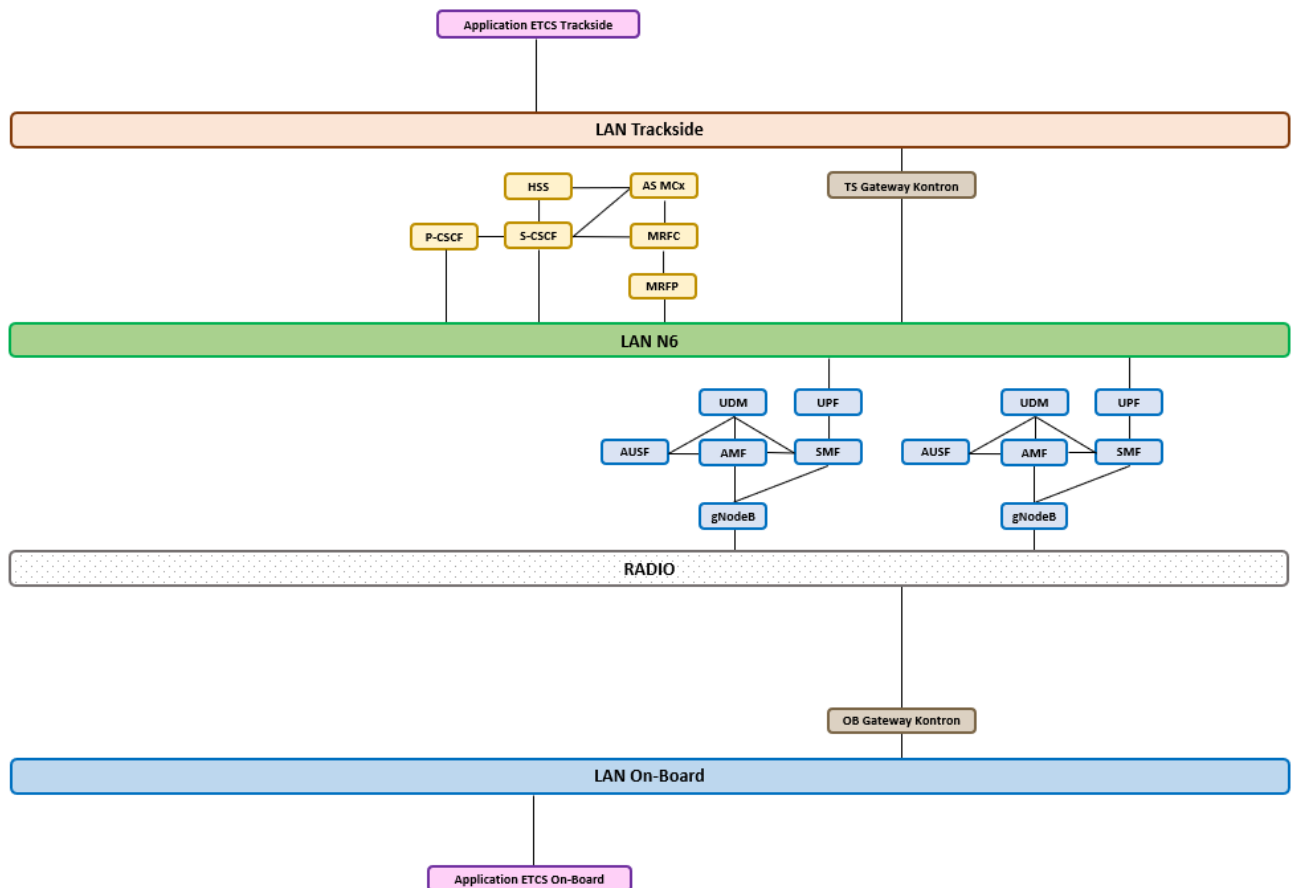 Application ETCS Trackside
LAN Trackside
HSS
AS MCx
TS Gateway Kontron
P-CSCF
S-CSCF
MRFC
MRFP
LAN N6
UDM
UPF
UDM
UPF
AUSF
AMF
SMF
AUSF
AMF
SMF
gNodeB
gNodeB
RADIO
OB Gateway Kontron
LAN On-Board
Application ETCS On-Board